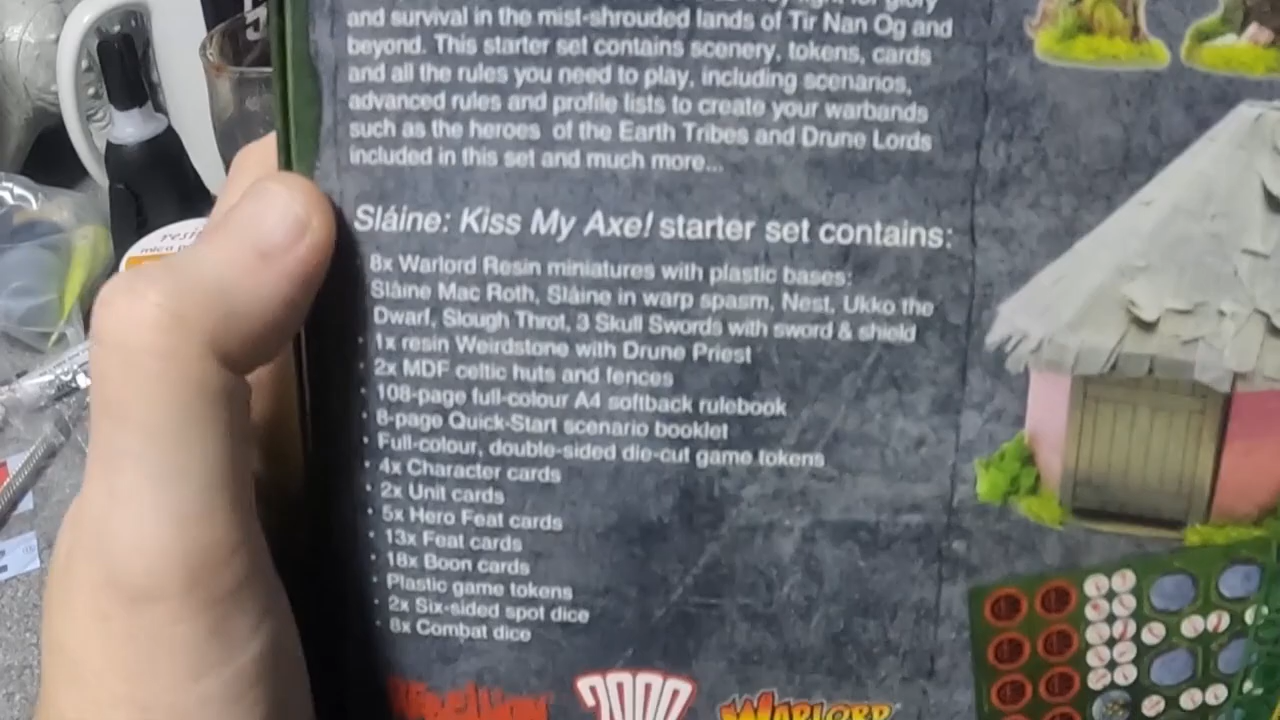 and survival in the mist-shrouded lands of Tir Nan Og and
beyond. This starter set contains scenery, tokens, cards
and all the rules you need to play, including scenarios,
advanced rules and profile lists to create your warbands
such as the heroes of the Earth Tribes and Drune Lords
included in this set and much more...
Sláine: Kiss My Axe! starter set contains:
8x Warlord Resin miniatures with plastic bases:
Sláine Mac Roth, Sláine in warp spasm, Nest, Ukko the
Dwarf, Slough Throt, 3 Skull Swords with sword & shield
• 1x resin Weirdstone with Drune Priest
• 2x MDF celtic huts and fences
• 108-page full-colour A4 softback rulebook
• 8-page Quick-Start scenario booklet
• Full-colour, double-sided die-cut game tokens
• 4x Character cards
• 2x Unit cards
• 5x Hero Feat cards
• 13x Feat cards
• 18x Boon cards
• Plastic game tokens
• 2x Six-sided spot dice
• 8x Combat dice
REBELLION
2000
WARLORD